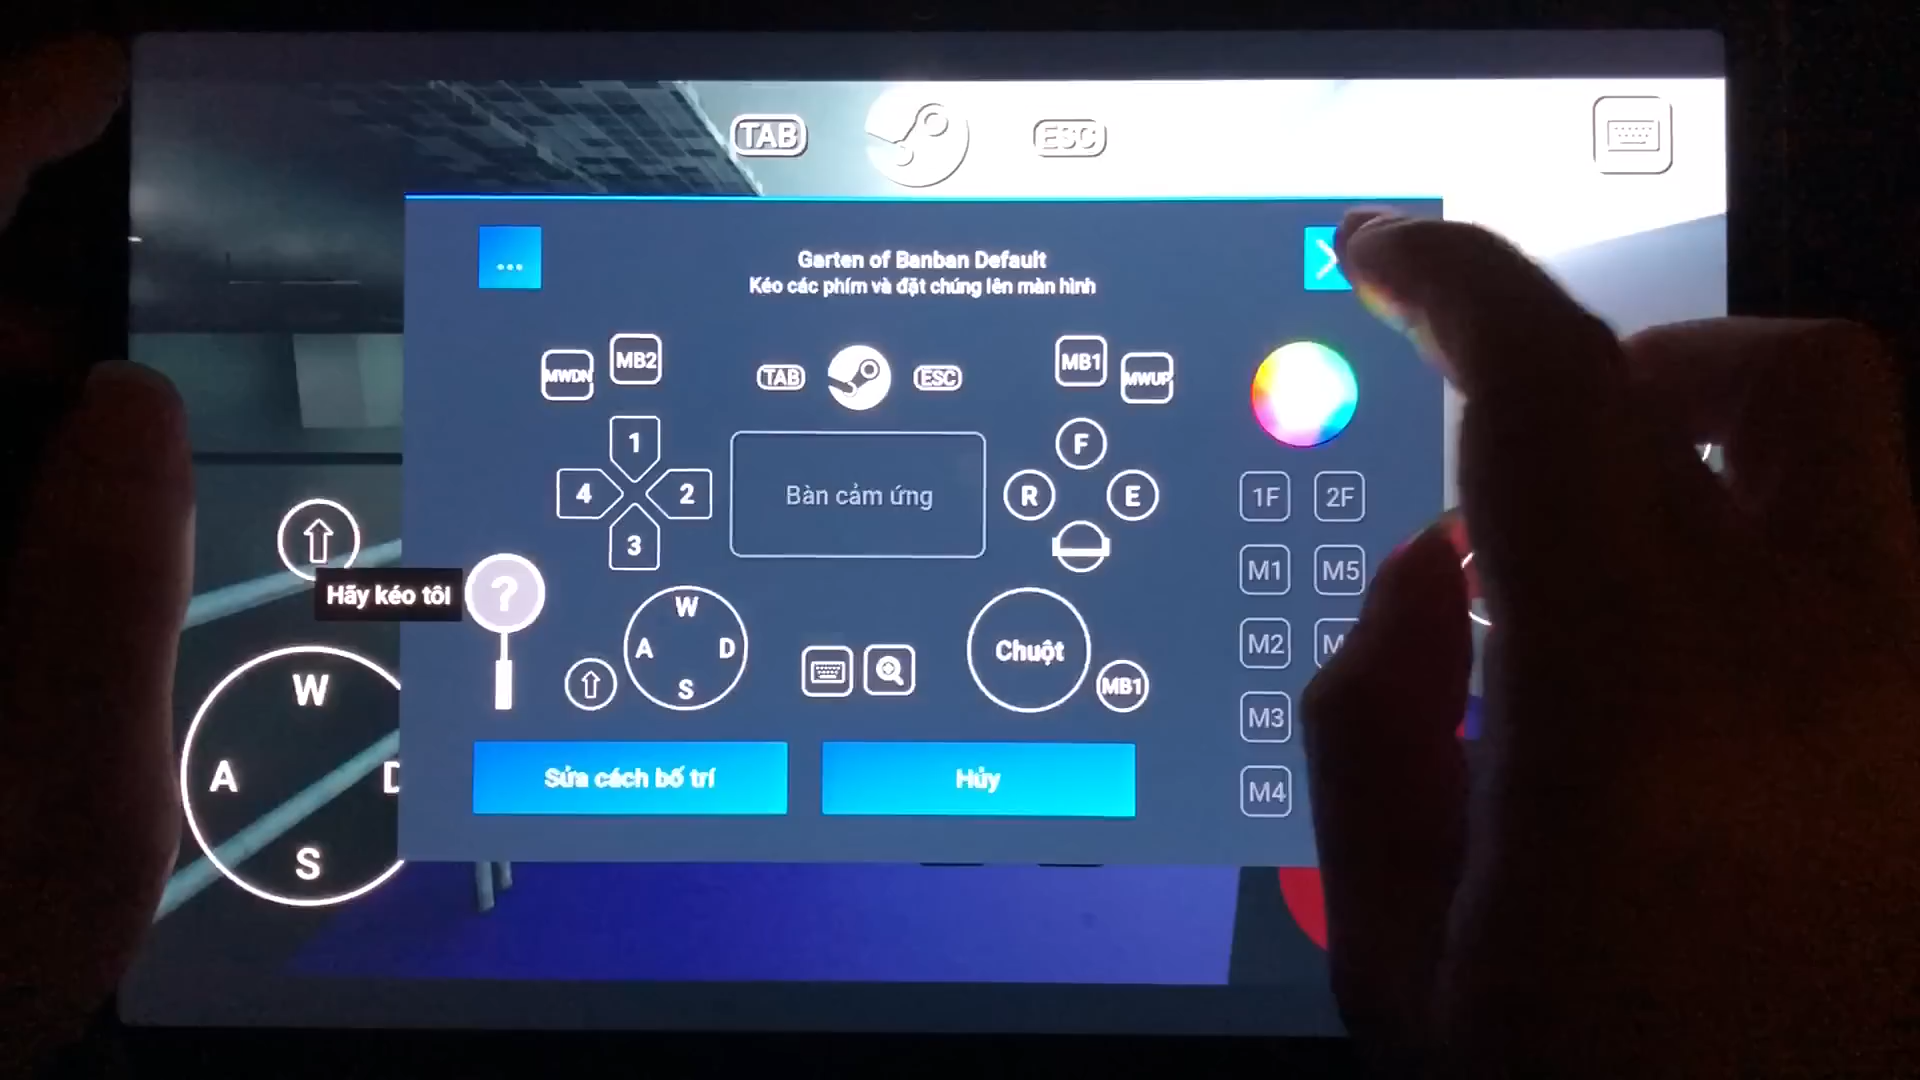 TAB
ESC
...
Garten of Banban Default
Kéo các phím và đặt chúng lên màn hình
MWDN
MB2
TAB
ESC
MB1
MWUP
1
4
2
3
Bàn cảm ứng
F
R
E
1F
2F
M1
M5
M2
M3
M4
Hãy kéo tôi
?
W
A
D
S
Chuột
MB1
W
A
S
Sửa cách bố trí
Hủy